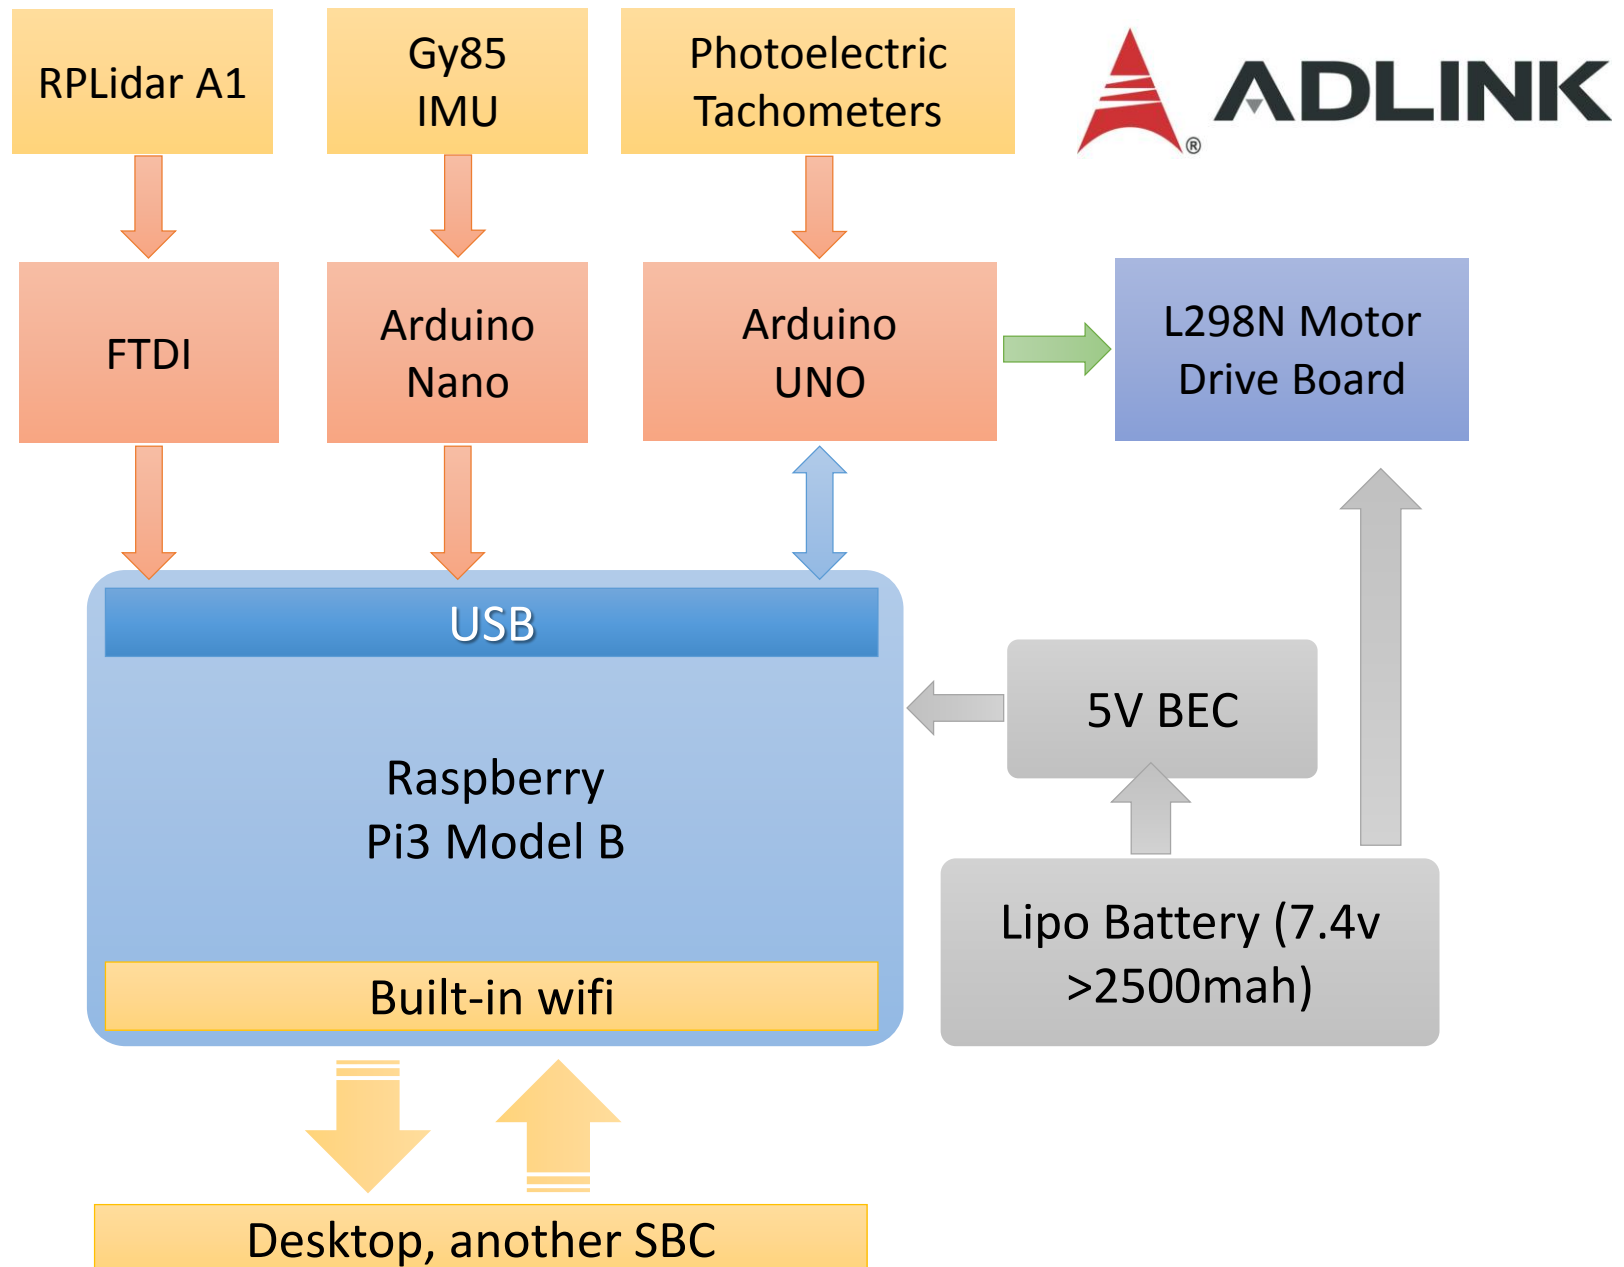 RPLidar A1
Gy85
IMU
Photoelectric
Tachometers
ADLINK
®
FTDI
Arduino
Nano
Arduino
UNO
L298N Motor
Drive Board
USB
5V BEC
Raspberry
Pi3 Model B
Lipo Battery (7.4v
>2500mah)
Built-in wifi
Desktop, another SBC